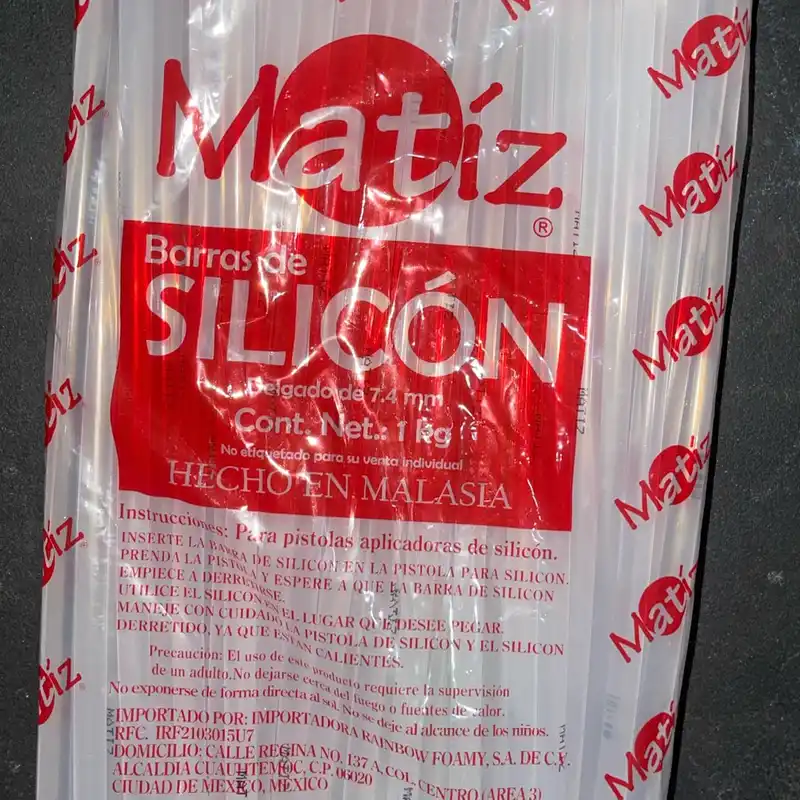 Matíz
®
Barras de
SILICÓN
Delgado de 7.4 mm
Cont. Net.: 1 kg
No etiquetado para su venta individual
HECHO EN MALASIA
Instrucciones: Para pistolas aplicadoras de silicón.
INSERTE LA BARRA DE SILICON EN LA PISTOLA PARA SILICON.
PRENDA LA PISTOLA Y ESPERE A QUE LA BARRA DE SILICON
EMPIECE A DERRETIRSE.
UTILICE EL SILICON EN EL LUGAR QUE DESEE PEGAR.
MANEJE CON CUIDADO LA PISTOLA DE SILICON Y EL SILICON
DERRETIDO, YA QUE ESTAN CALIENTES.
Precaución: El uso de este producto requiere la supervisión
de un adulto. No dejarse cerca del fuego o fuentes de calor.
No exponerse de forma directa al sol. No se deje al alcance de los niños.
IMPORTADO POR: IMPORTADORA RAINBOW FOAMY, S.A. DE C.V.
RFC. IRF2103015U7
DOMICILIO: CALLE REGINA No. 137 A, COL. CENTRO (AREA 3)
ALCALDIA CUAUHTEMOC, C.P. 06020
CIUDAD DE MEXICO, MEXICO
Matíz
Matíz
Matíz
Matíz
Matíz
Matíz